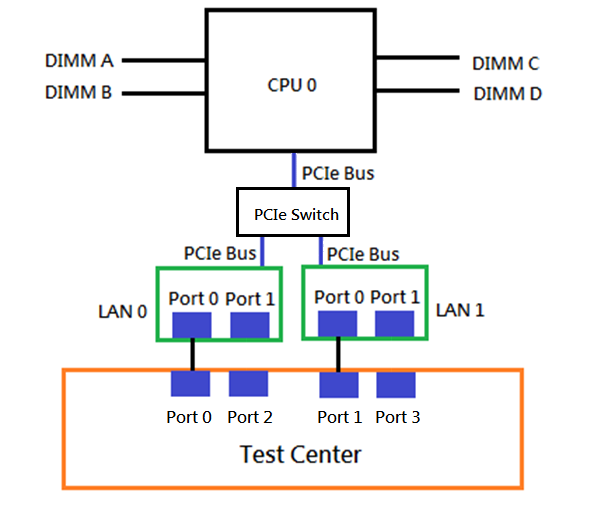 DIMM A
DIMM B
CPU 0
DIMM C
DIMM D
PCIe Bus
PCIe Switch
PCIe Bus
PCIe Bus
LAN 0
Port 0 Port 1
Port 0 Port 1
LAN 1
Port 0 Port 2
Port 1 Port 3
Test Center